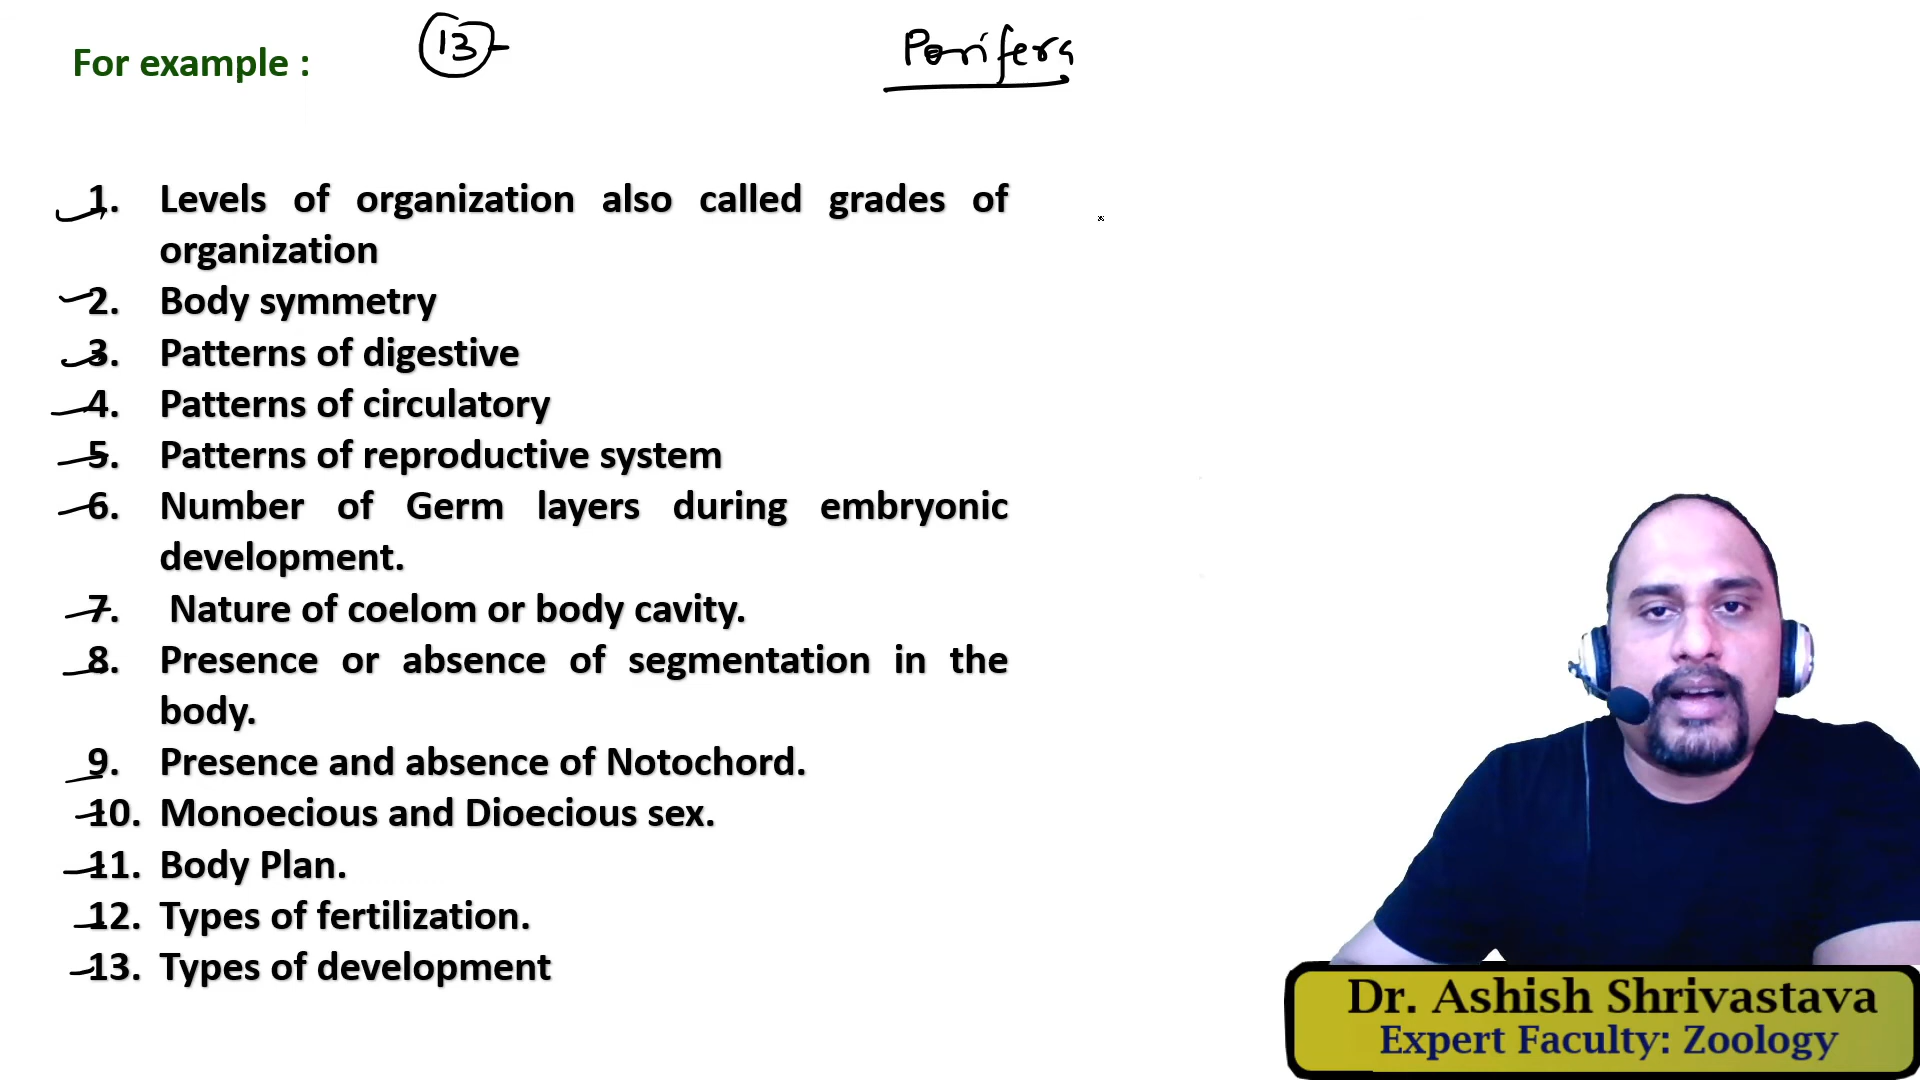 For example :
13
Porifera
1. Levels of organization also called grades of
organization
2. Body symmetry
3. Patterns of digestive
4. Patterns of circulatory
5. Patterns of reproductive system
6. Number of Germ layers during embryonic
development.
7. Nature of coelom or body cavity.
8. Presence or absence of segmentation in the
body.
9. Presence and absence of Notochord.
10. Monoecious and Dioecious sex.
11. Body Plan.
12. Types of fertilization.
13. Types of development
Dr. Ashish Shrivastava
Expert Faculty: Zoology